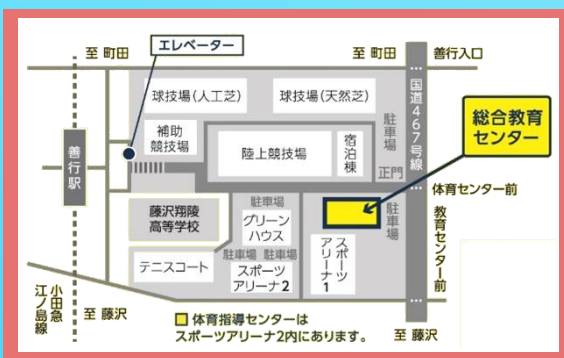 エレベーター
至 町田
至 町田
善行入口
球技場(人工芝)
球技場(天然芝)
国道467号線
駐車場
総合教育
センター
補助
競技場
陸上競技場
宿泊棟
善行駅
正門
体育センター前
藤沢翔陵
高等学校
駐車場
グリーン
ハウス
駐車場
教育センター前
スポーツ
アリーナ1
駐車場
駐車場
テニスコート
スポーツ
アリーナ2
小田急
江ノ島線
至 藤沢
体育指導センターは
スポーツアリーナ2内にあります。
至 藤沢